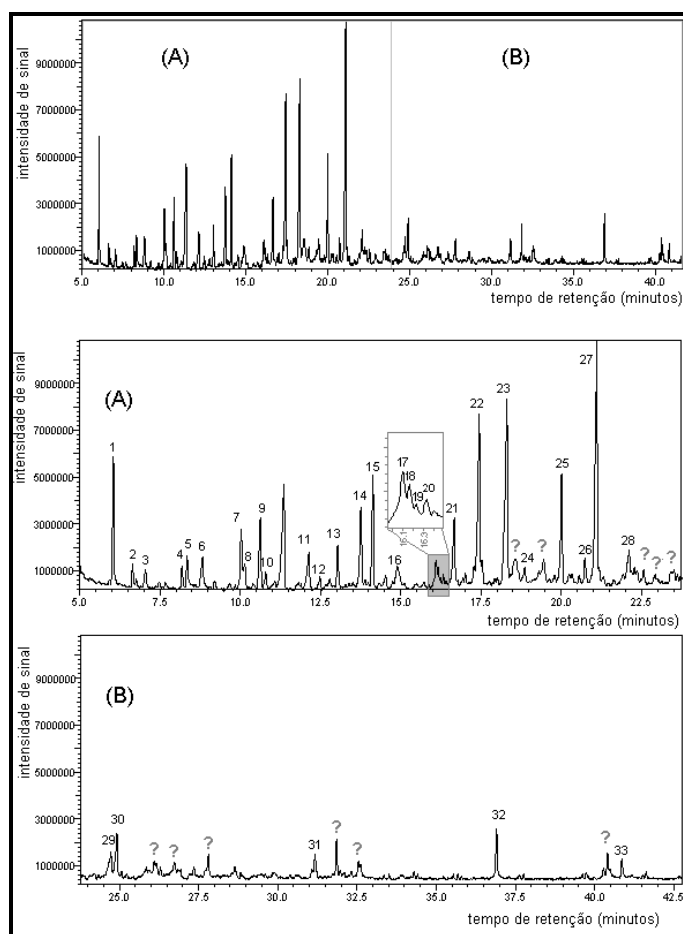 (A)
(B)
intensidade de sinal
9000000
7000000
5000000
3000000
1000000
5.0 10.0 15.0 20.0 25.0 30.0 35.0 40.0
tempo de retenção (minutos)
(A)
intensidade de sinal
9000000
7000000
5000000
3000000
1000000
1 2 3 4 5 6 7 8 9 10 11 12 13 14 15 16
17 18 19 20
16.1 16.3
21 22 23 ? 24 ? 25 26 27 28 ? ? ?
5.0 7.5 10.0 12.5 15.0 17.5 20.0 22.5
tempo de retenção (minutos)
(B)
intensidade de sinal
9000000
7000000
5000000
3000000
1000000
29 30 ? ? ? 31 ? ? 32 ? 33
25.0 27.5 30.0 32.5 35.0 37.5 40.0 42.5
tempo de retenção (minutos)